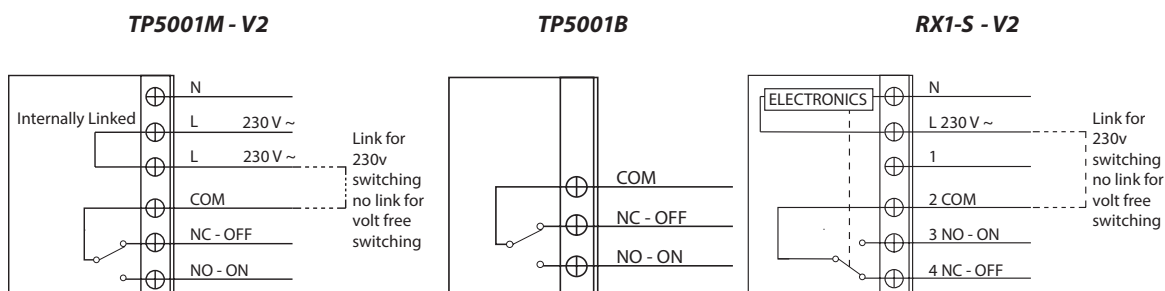 TP5001M - V2
N
Internally Linked
L 230 V ~
L 230 V ~
COM
NC - OFF
NO - ON
Link for
230v
switching
no link for
volt free
switching
TP5001B
COM
NC - OFF
NO - ON
RX1-S - V2
ELECTRONICS
N
L 230 V ~
1
2 COM
3 NO - ON
4 NC - OFF
Link for
230v
switching
no link for
volt free
switching